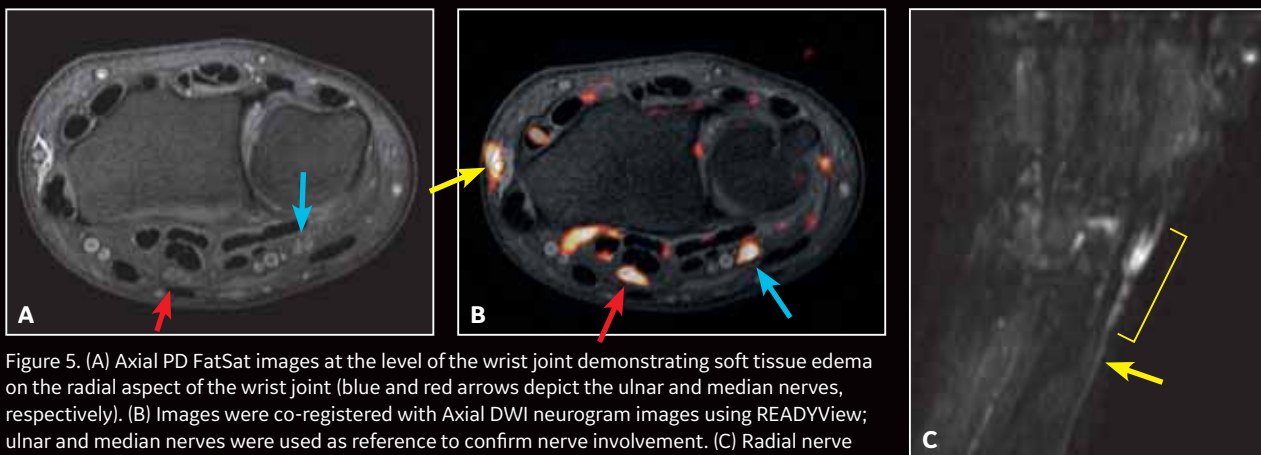 A
B
C
Figure 5. (A) Axial PD FatSat images at the level of the wrist joint demonstrating soft tissue edema
on the radial aspect of the wrist joint (blue and red arrows depict the ulnar and median nerves,
respectively). (B) Images were co-registered with Axial DWI neurogram images using READYView;
ulnar and median nerves were used as reference to confirm nerve involvement. (C) Radial nerve